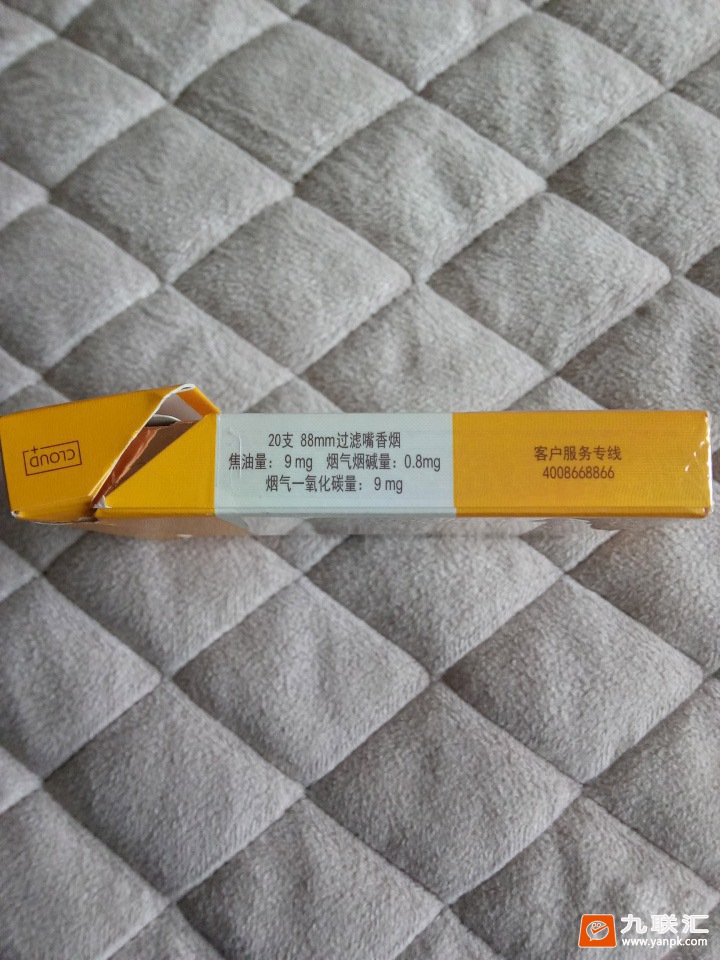 CLOUD+
20支 88mm过滤嘴香烟
焦油量：9mg 烟气烟碱量：0.8mg
烟气一氧化碳量：9mg
客户服务专线
4008668866
九联汇
www.yanpk.com